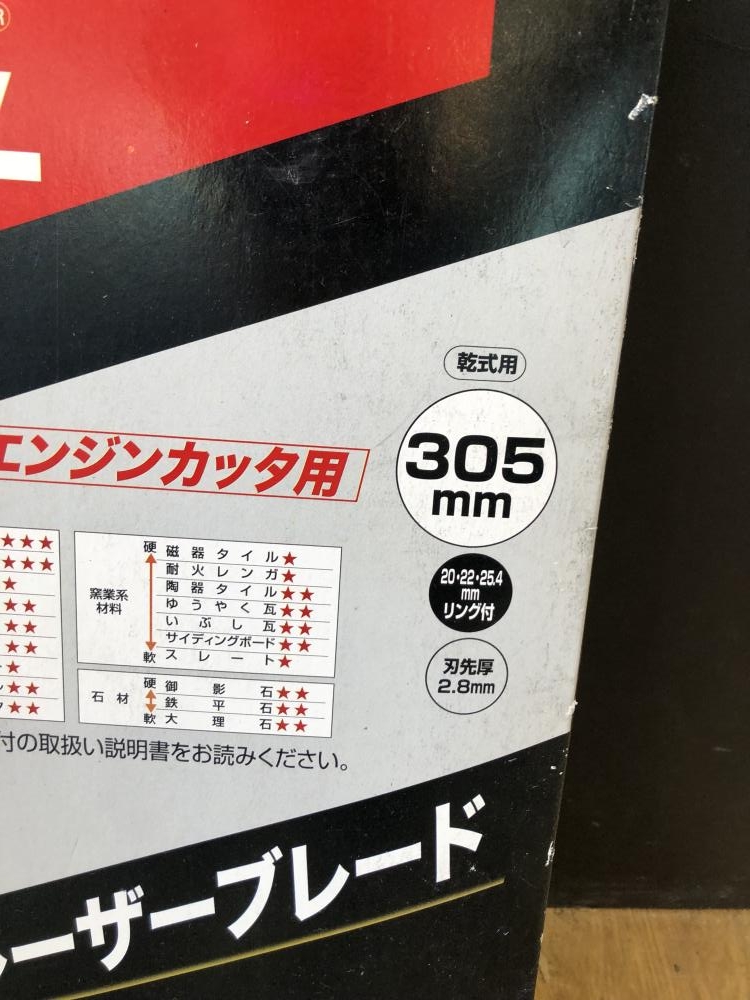 ®
乾式用
305
mm
エンジンカッタ用
20・22・25.4
mm
リング付
刃先厚
2.8mm
★★★
★★★
★
★★
★★
★★
★
★★
★★
窯業系
材料
硬
軟
磁器タイル★
耐火レンガ★
陶器タイル★★
ゆうやく瓦★★
いぶし瓦★★
サイディングボード★★
スレート★
石材
硬
軟
御影石★★
鉄平石★★
大理石★★
付の取扱い説明書をお読みください。
ーザーブレード